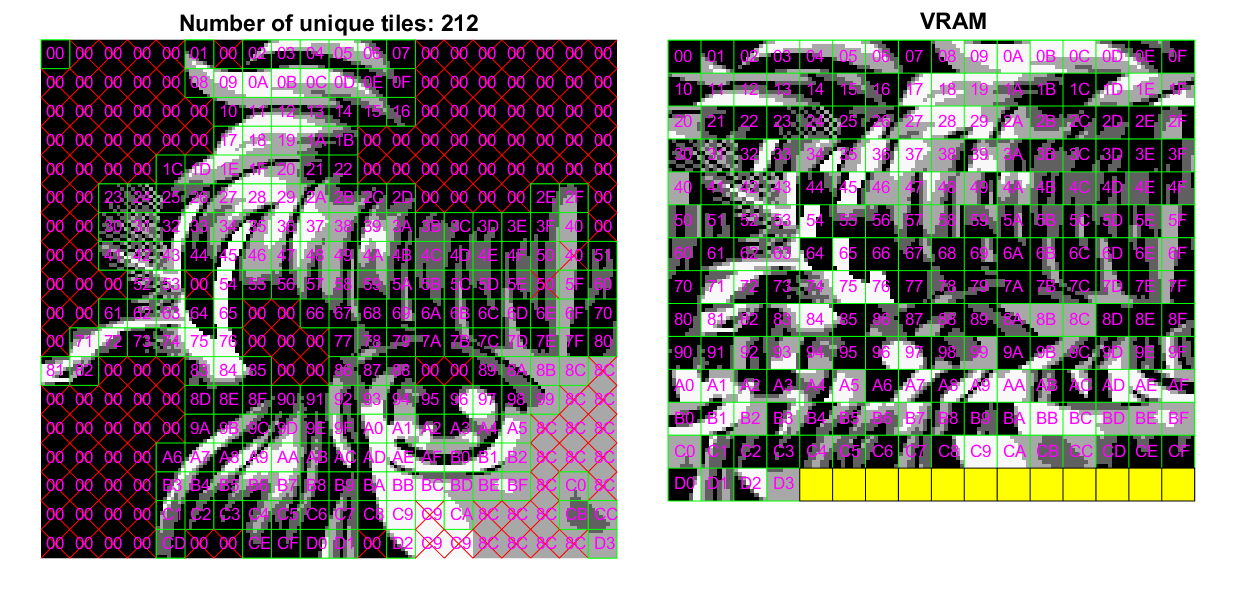 Number of unique tiles: 212
00 00 00 00 00 01 00 02 03 04 05 06 07 00 00 00 00 00 00 00
00 00 00 00 00 08 09 0A 0B 0C 0D 0E 0F 00 00 00 00 00 00 00
00 00 00 00 00 00 10 11 12 13 14 15 16 00 00 00 00 00 00 00
00 00 00 00 00 00 17 18 19 1A 1B 00 00 00 00 00 00 00 00 00
00 00 00 00 1C 1D 1E 1F 20 21 22 00 00 00 00 00 00 00 00 00
00 00 23 24 25 26 27 28 29 2A 2B 2C 2D 00 00 00 00 2E 2F 00
00 00 30 31 32 33 34 35 36 37 38 39 3A 3B 3C 3D 3E 3F 40 00
00 00 41 42 43 44 45 46 47 48 49 4A 4B 4C 4D 4E 4F 50 40 51
00 00 00 52 53 00 54 55 56 57 58 59 5A 5B 5C 5D 5E 50 5F 60
00 00 61 62 63 64 65 00 00 66 67 68 69 6A 6B 6C 6D 6E 6F 70
00 71 72 73 74 75 76 00 00 00 77 78 79 7A 7B 7C 7D 7E 7F 80
81 82 00 00 00 83 84 85 00 00 86 87 88 00 00 89 8A 8B 8C 8C
00 00 00 00 00 8D 8E 8F 90 91 92 93 94 95 96 97 98 99 8C 8C
00 00 00 00 00 9A 9B 9C 9D 9E 9F A0 A1 A2 A3 A4 A5 8C 8C 8C
00 00 00 00 A6 A7 A8 A9 AA AB AC AD AE AF B0 B1 B2 8C 8C 8C
00 00 00 00 B3 B4 B5 B6 B7 B8 B9 BA BB BC BD BE BF 8C C0 8C
00 00 00 00 C1 C2 C3 C4 C5 C6 C7 C8 C9 C9 CA 8C 8C 8C CB CC
00 00 00 00 CD 00 00 CE CF D0 D1 00 D2 C9 C9 8C 8C 8C 8C D3
VRAM
00 01 02 03 04 05 06 07 08 09 0A 0B 0C 0D 0E 0F
10 11 12 13 14 15 16 17 18 19 1A 1B 1C 1D 1E 1F
20 21 22 23 24 25 26 27 28 29 2A 2B 2C 2D 2E 2F
30 31 32 33 34 35 36 37 38 39 3A 3B 3C 3D 3E 3F
40 41 42 43 44 45 46 47 48 49 4A 4B 4C 4D 4E 4F
50 51 52 53 54 55 56 57 58 59 5A 5B 5C 5D 5E 5F
60 61 62 63 64 65 66 67 68 69 6A 6B 6C 6D 6E 6F
70 71 72 73 74 75 76 77 78 79 7A 7B 7C 7D 7E 7F
80 81 82 83 84 85 86 87 88 89 8A 8B 8C 8D 8E 8F
90 91 92 93 94 95 96 97 98 99 9A 9B 9C 9D 9E 9F
A0 A1 A2 A3 A4 A5 A6 A7 A8 A9 AA AB AC AD AE AF
B0 B1 B2 B3 B4 B5 B6 B7 B8 B9 BA BB BC BD BE BF
C0 C1 C2 C3 C4 C5 C6 C7 C8 C9 CA CB CC CD CE CF
D0 D1 D2 D3